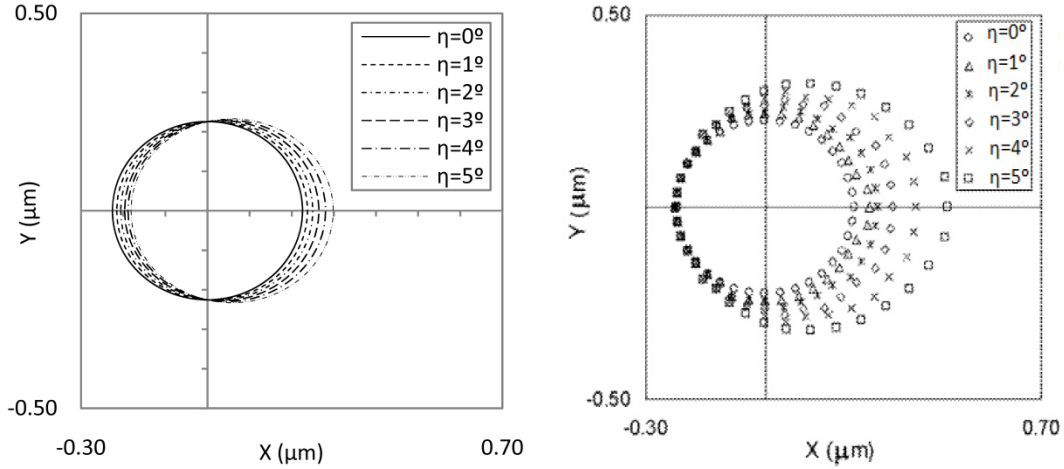 0.50
η=0º
η=1º
η=2º
η=3º
η=4º
η=5º
Y (μm)
-0.50
-0.30
X (μm)
0.70
0.50
η=0º
η=1º
η=2º
η=3º
η=4º
η=5º
Y (μm)
-0.50
-0.30
X (μm)
0.70